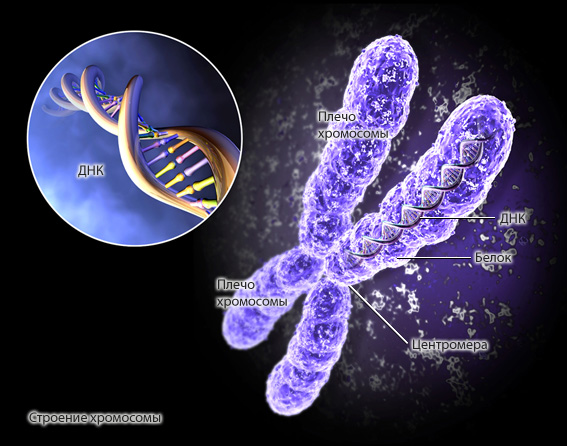 ДНК
Плечо
хромосомы
ДНК
Белок
Плечо
хромосомы
Центромера
Строение хромосомы